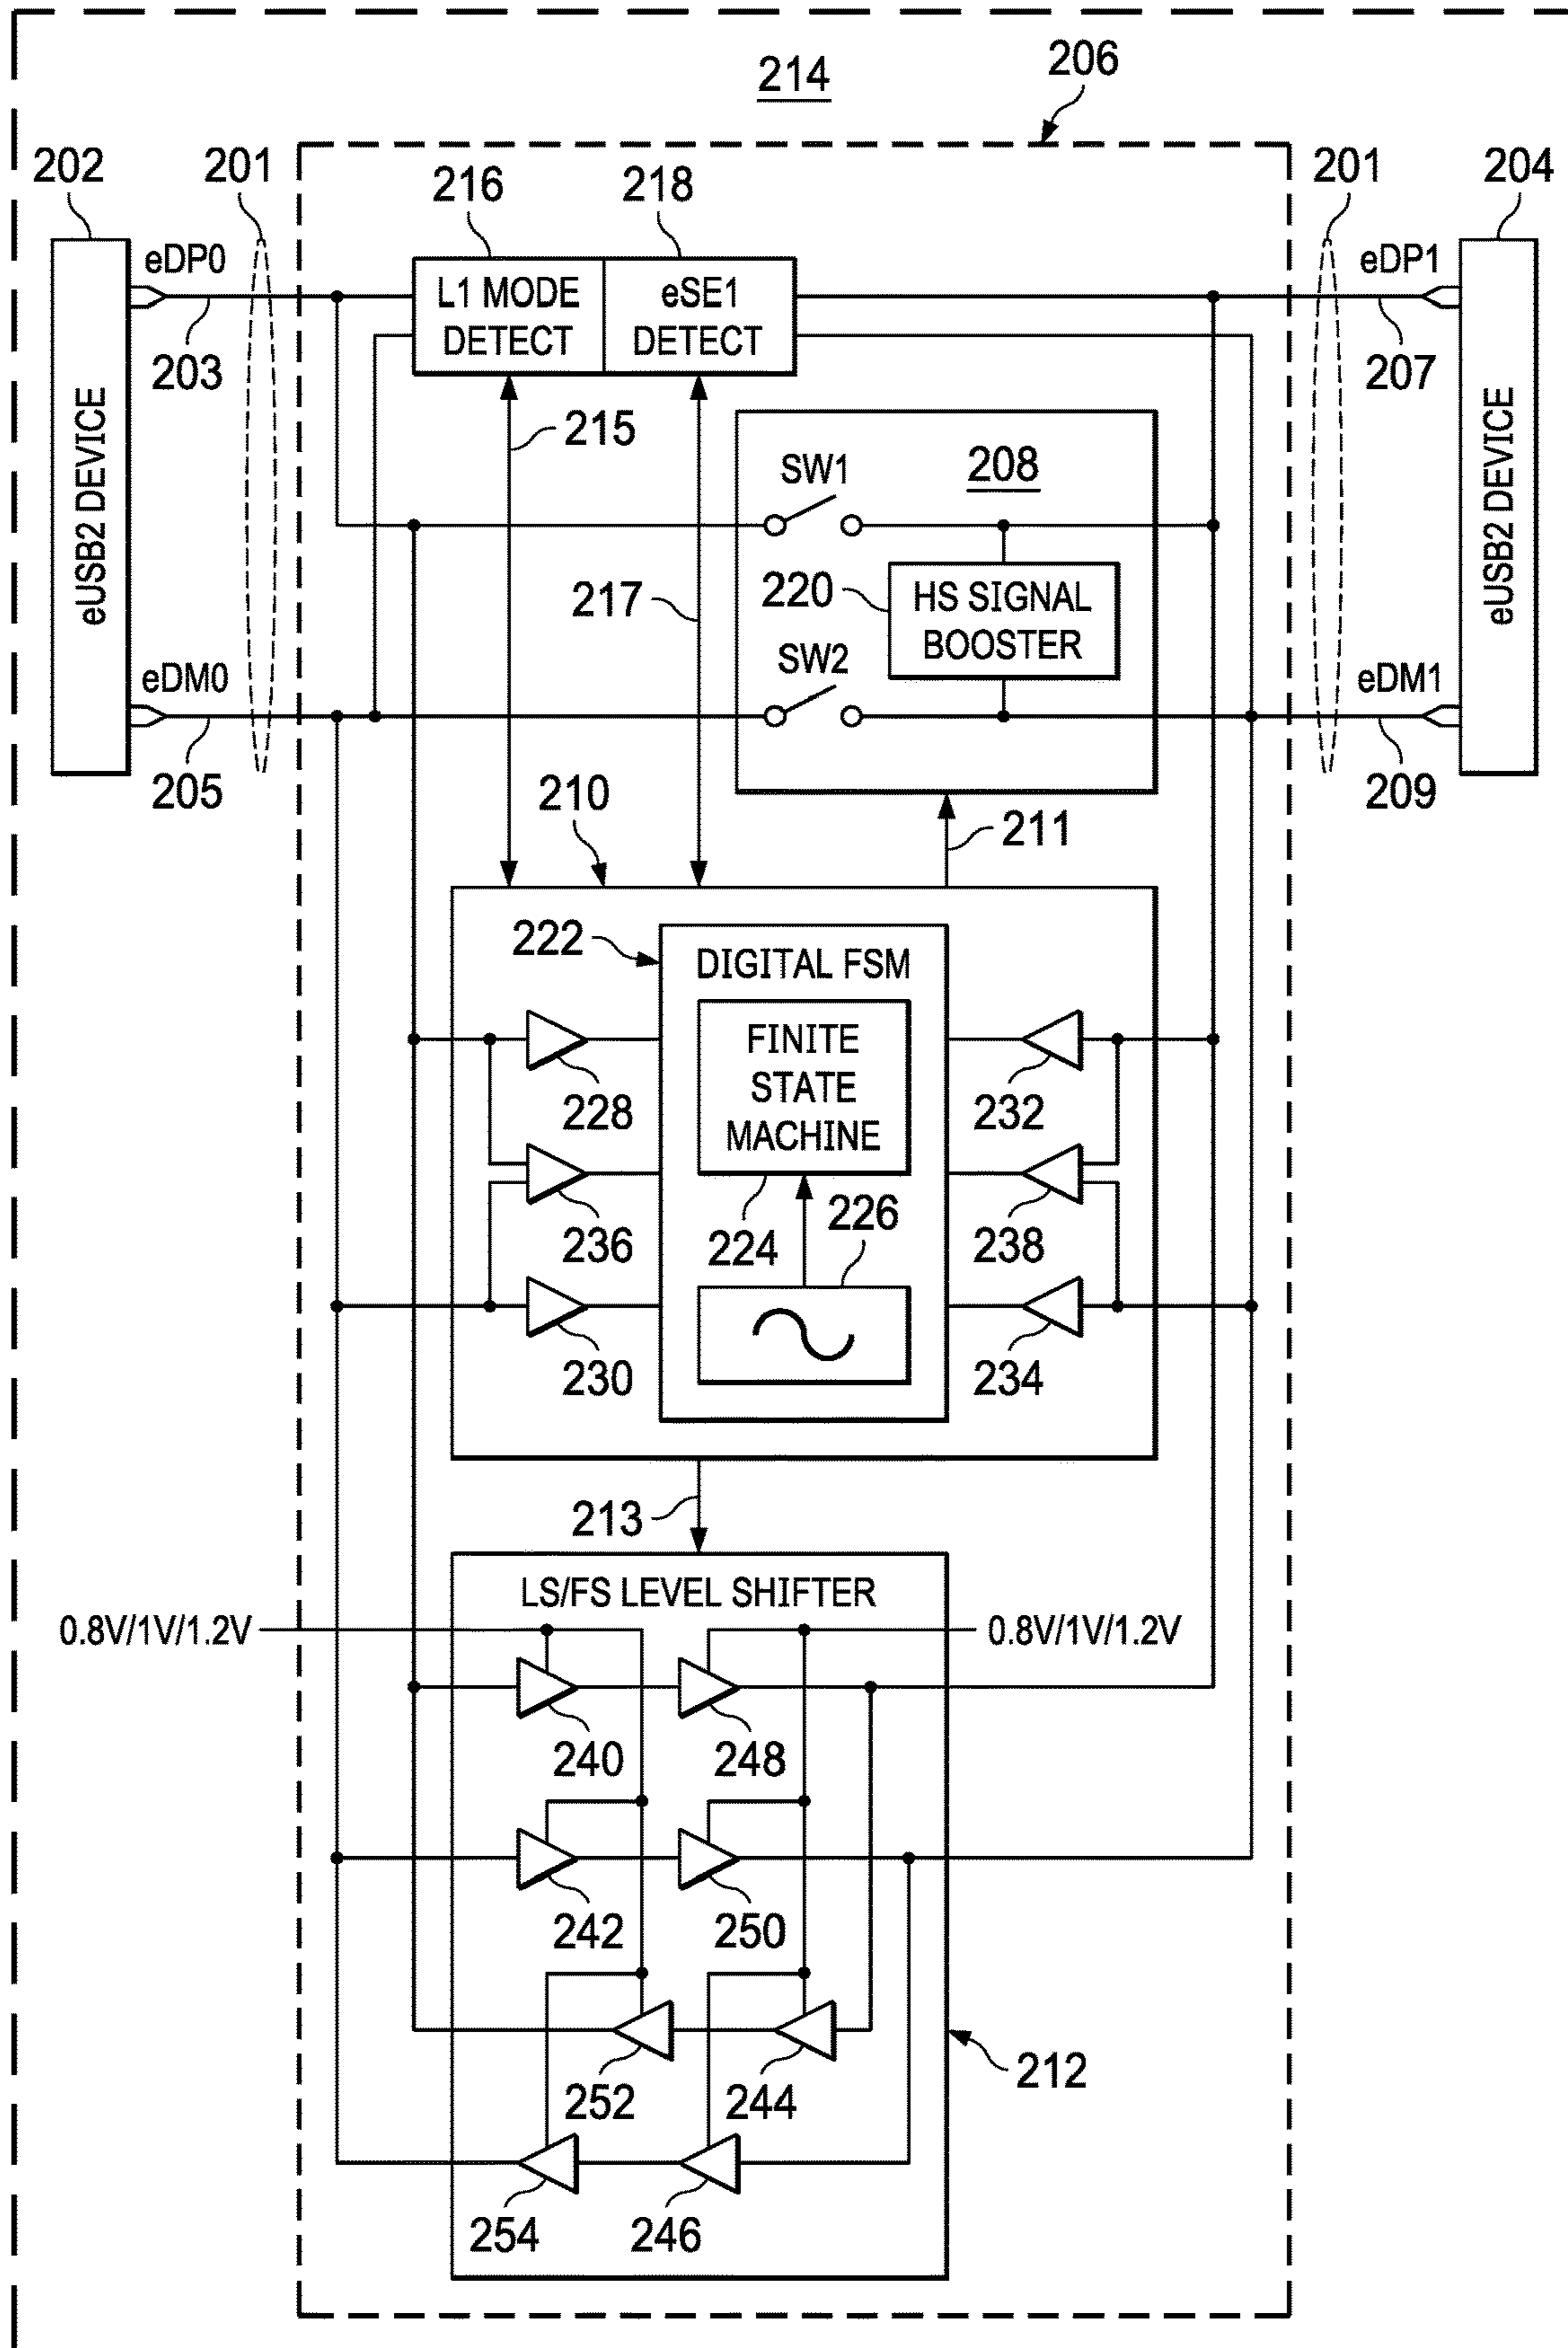 214
206
202
201
216
218
201
204
eDP0
L1 MODE
DETECT
eSE1
DETECT
eDP1
203
207
eUSB2 DEVICE
eUSB2 DEVICE
215
SW1
208
217
220
HS SIGNAL
BOOSTER
SW2
eDM0
eDM1
205
210
211
209
222
DIGITAL FSM
FINITE
STATE
MACHINE
228
232
236
224
226
238
230
234
213
LS/FS LEVEL SHIFTER
0.8V/1V/1.2V
0.8V/1V/1.2V
240
248
242
250
252
244
212
254
246